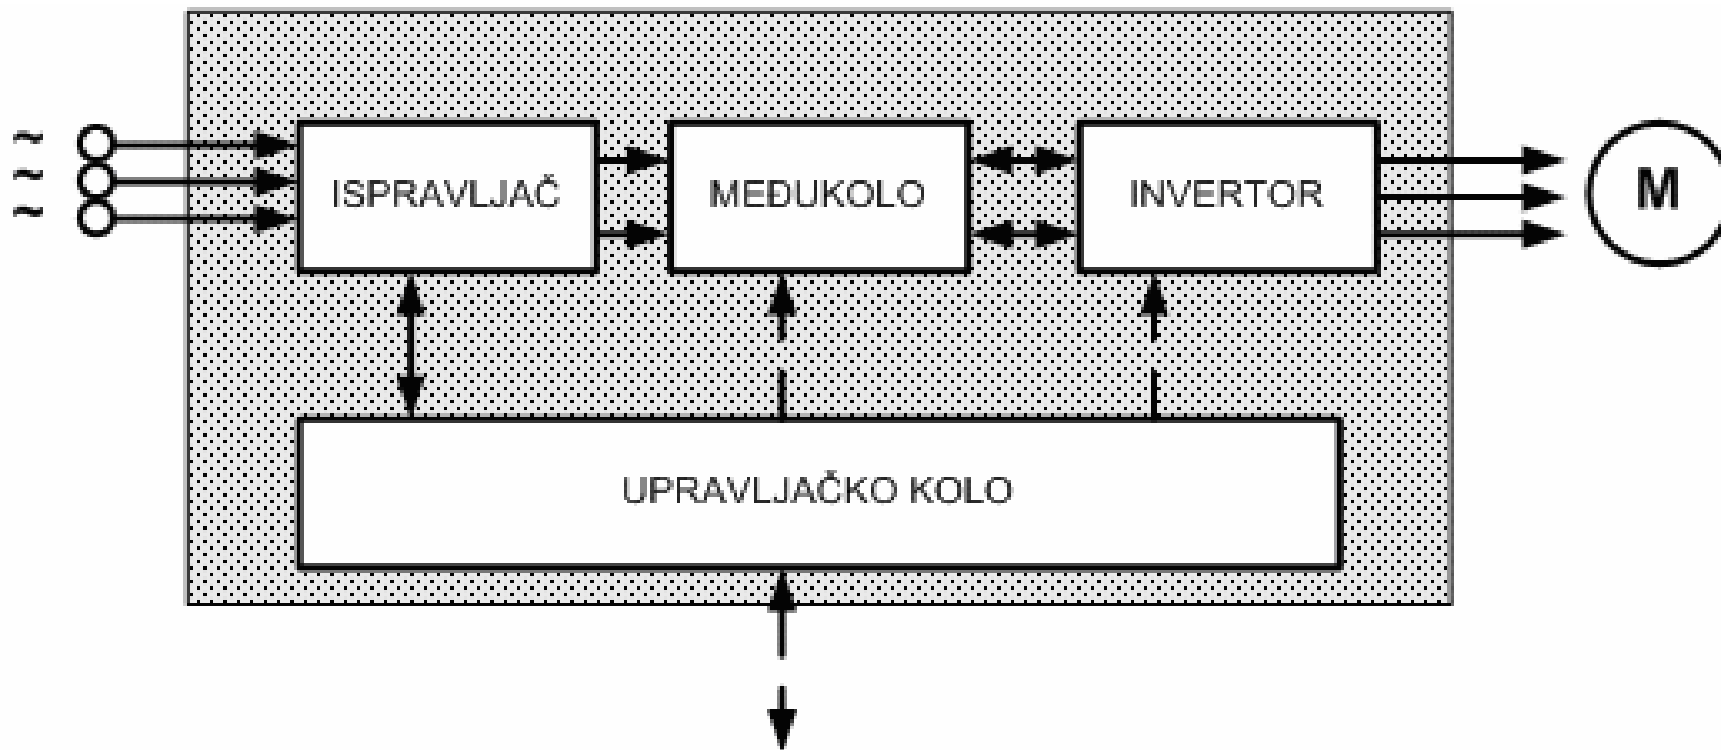 ~
~
~
ISPRAVLJAČ
MEĐUKOLO
INVERTOR
M
UPRAVLJAČKO KOLO